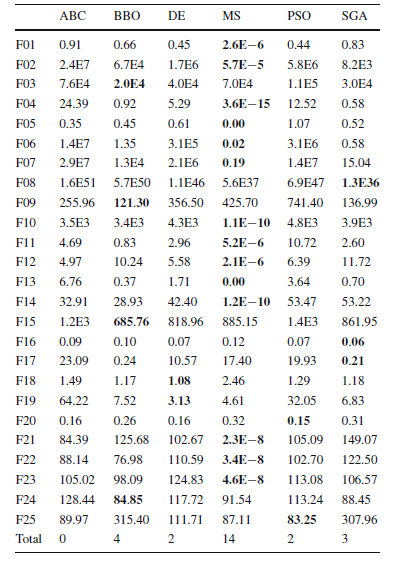 ABC BBO DE MS PSO SGA
F01 0.91 0.66 0.45 2.6E−6 0.44 0.83
F02 2.4E7 6.7E4 1.7E6 5.7E−5 5.8E6 8.2E3
F03 7.6E4 2.0E4 4.0E4 7.0E4 1.1E5 3.0E4
F04 24.39 0.92 5.29 3.6E−15 12.52 0.58
F05 0.35 0.45 0.61 0.00 1.07 0.52
F06 1.4E7 1.35 3.1E5 0.02 3.1E6 0.58
F07 2.9E7 1.3E4 2.1E6 0.19 1.4E7 15.04
F08 1.6E51 5.7E50 1.1E46 5.6E37 6.9E47 1.3E36
F09 255.96 121.30 356.50 425.70 741.40 136.99
F10 3.5E3 3.4E3 4.3E3 1.1E−10 4.8E3 3.9E3
F11 4.69 0.83 2.96 5.2E−6 10.72 2.60
F12 4.97 10.24 5.58 2.1E−6 6.39 11.72
F13 6.76 0.37 1.71 0.00 3.64 0.70
F14 32.91 28.93 42.40 1.2E−10 53.47 53.22
F15 1.2E3 685.76 818.96 885.15 1.4E3 861.95
F16 0.09 0.10 0.07 0.12 0.07 0.06
F17 23.09 0.24 10.57 17.40 19.93 0.21
F18 1.49 1.17 1.08 2.46 1.29 1.18
F19 64.22 7.52 3.13 4.61 32.05 6.83
F20 0.16 0.26 0.16 0.32 0.15 0.31
F21 84.39 125.68 102.67 2.3E−8 105.09 149.07
F22 88.14 76.98 110.59 3.4E−8 102.70 122.50
F23 105.02 98.09 124.83 4.6E−8 113.08 106.57
F24 128.44 84.85 117.72 91.54 113.24 88.45
F25 89.97 315.40 111.71 87.11 83.25 307.96
Total 0 4 2 14 2 3